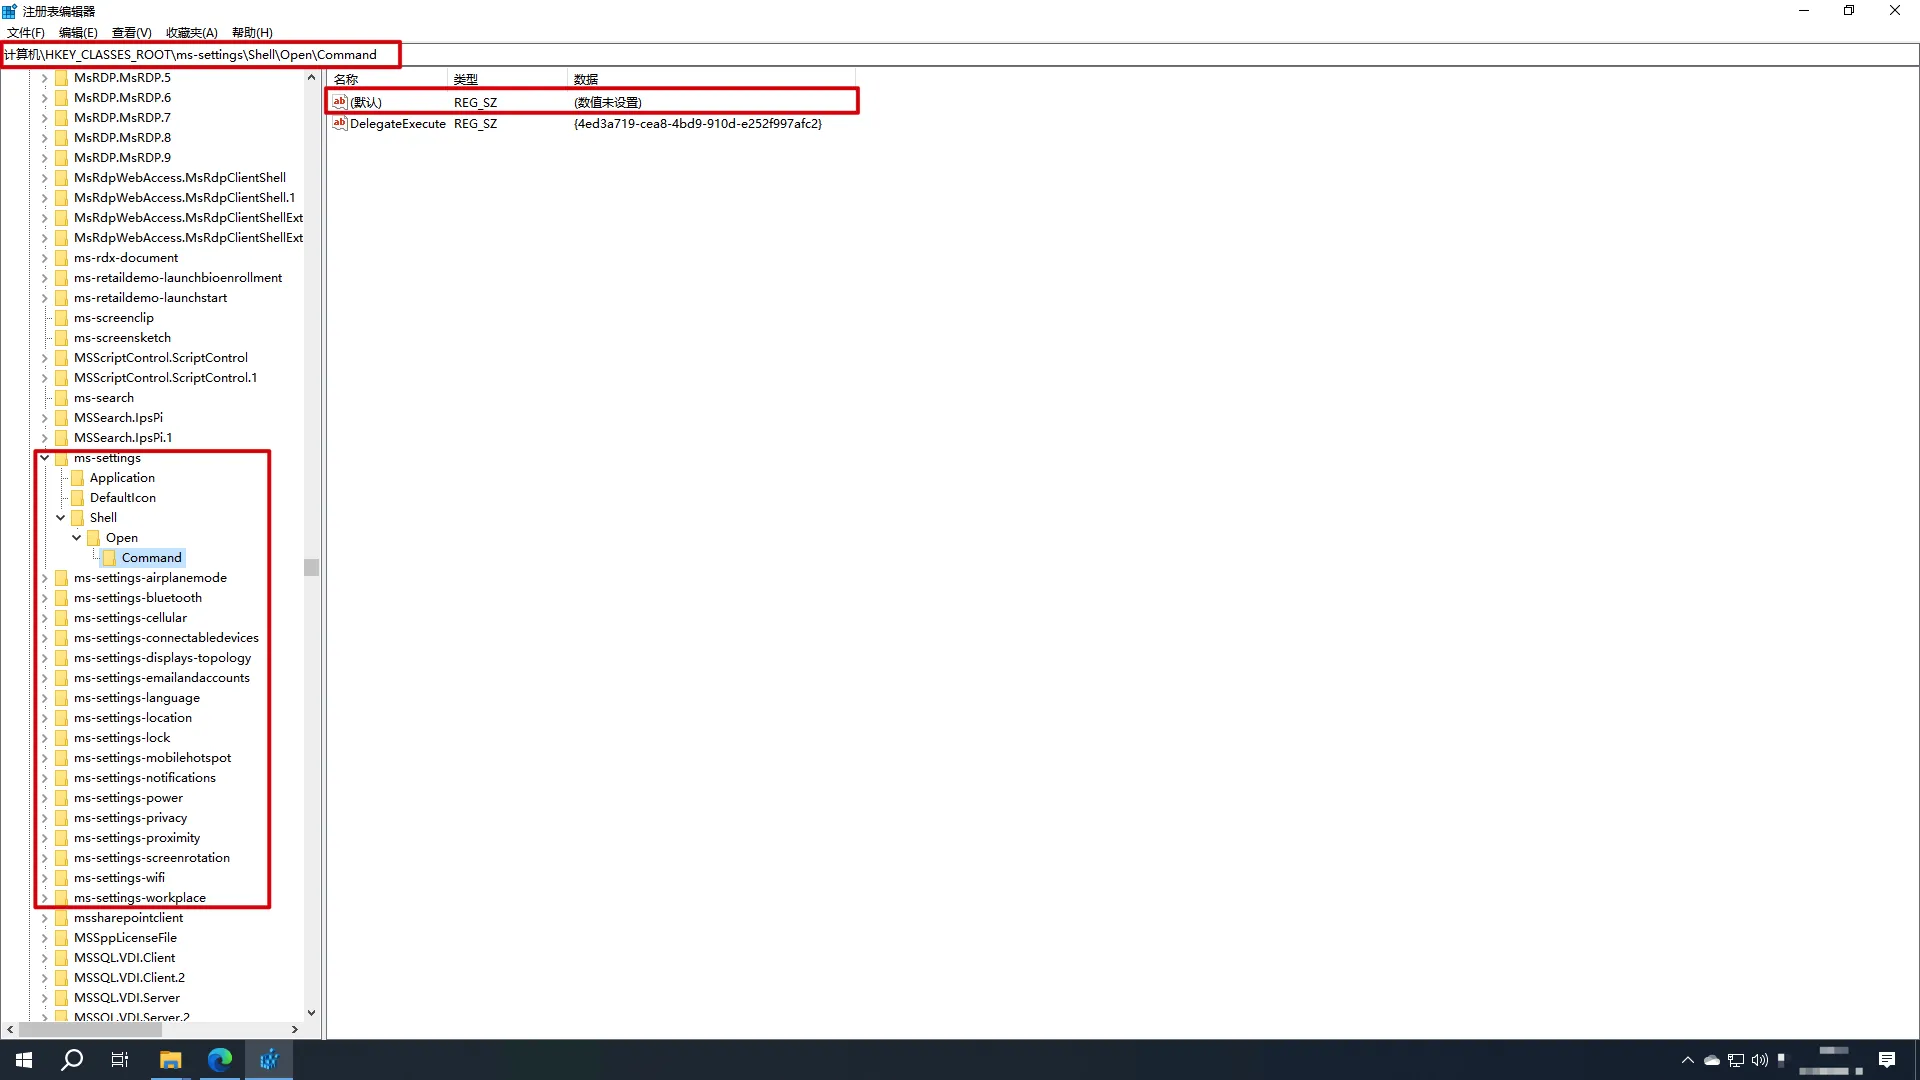 注册表编辑器
文件(F) 编辑(E) 查看(V) 收藏夹(A) 帮助(H)
计算机\HKEY_CLASSES_ROOT\ms-settings\Shell\Open\Command
MsRDP.MsRDP.5
MsRDP.MsRDP.6
MsRDP.MsRDP.7
MsRDP.MsRDP.8
MsRDP.MsRDP.9
MsRdpWebAccess.MsRdpClientShell
MsRdpWebAccess.MsRdpClientShell.1
MsRdpWebAccess.MsRdpClientShellExt
MsRdpWebAccess.MsRdpClientShellExt
ms-rdx-document
ms-retaildemo-launchbioenrollment
ms-retaildemo-launchstart
ms-screenclip
ms-screensketch
MSScriptControl.ScriptControl
MSScriptControl.ScriptControl.1
ms-search
MSSearch.IpsPi
MSSearch.IpsPi.1
ms-settings
Application
DefaultIcon
Shell
Open
Command
ms-settings-airplanemode
ms-settings-bluetooth
ms-settings-cellular
ms-settings-connectabledevices
ms-settings-displays-topology
ms-settings-emailandaccounts
ms-settings-language
ms-settings-location
ms-settings-lock
ms-settings-mobilehotspot
ms-settings-notifications
ms-settings-power
ms-settings-privacy
ms-settings-proximity
ms-settings-screenrotation
ms-settings-wifi
ms-settings-workplace
mssharepointclient
MSSppLicenseFile
MSSQL.VDI.Client
MSSQL.VDI.Client.2
MSSQL.VDI.Server
MSSQL.VDI.Server.2
名称 类型 数据
ab (默认) REG_SZ (数值未设置)
ab DelegateExecute REG_SZ {4ed3a719-cea8-4bd9-910d-e252f997afc2}